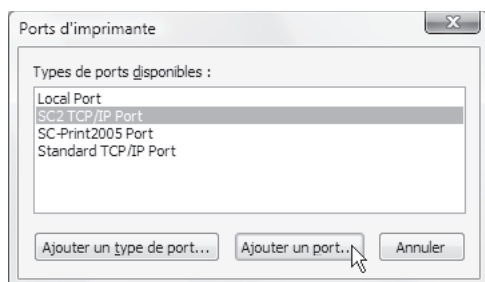 Ports d'imprimante
Types de ports disponibles :
Local Port
SC2 TCP/IP Port
SC-Print2005 Port
Standard TCP/IP Port
Ajouter un type de port... Ajouter un port... Annuler